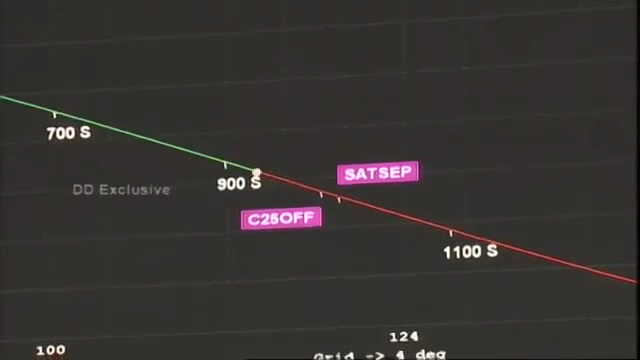 700 S
SATSEP
900 S
DD Exclusive
C25OFF
1100 S
124
100
Grid -> 4 deg